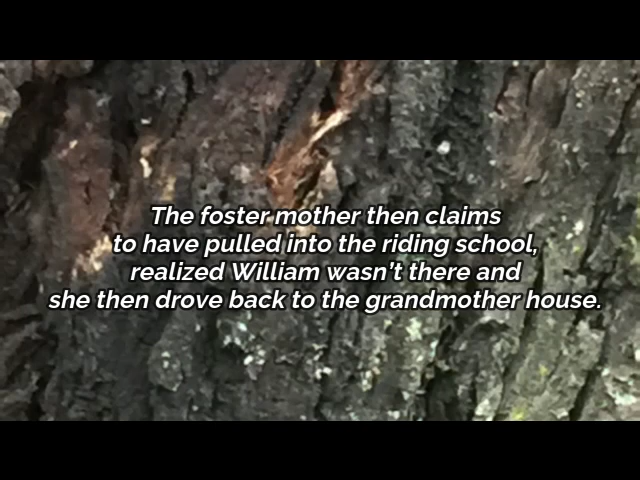 The foster mother then claims
to have pulled into the riding school,
realized William wasn't there and
she then drove back to the grandmother house.